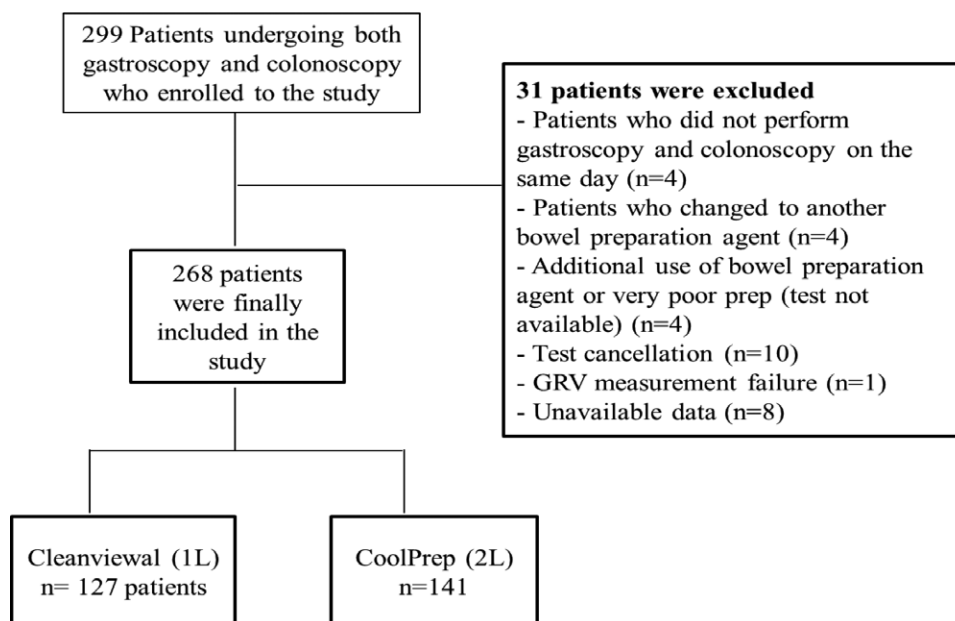 299 Patients undergoing both
gastroscopy and colonoscopy
who enrolled to the study
31 patients were excluded
- Patients who did not perform
gastroscopy and colonoscopy on the
same day (n=4)
- Patients who changed to another
bowel preparation agent (n=4)
- Additional use of bowel preparation
agent or very poor prep (test not
available) (n=4)
- Test cancellation (n=10)
- GRV measurement failure (n=1)
- Unavailable data (n=8)
268 patients
were finally
included in the
study
Cleanviewal (1L)
n= 127 patients
CoolPrep (2L)
n=141